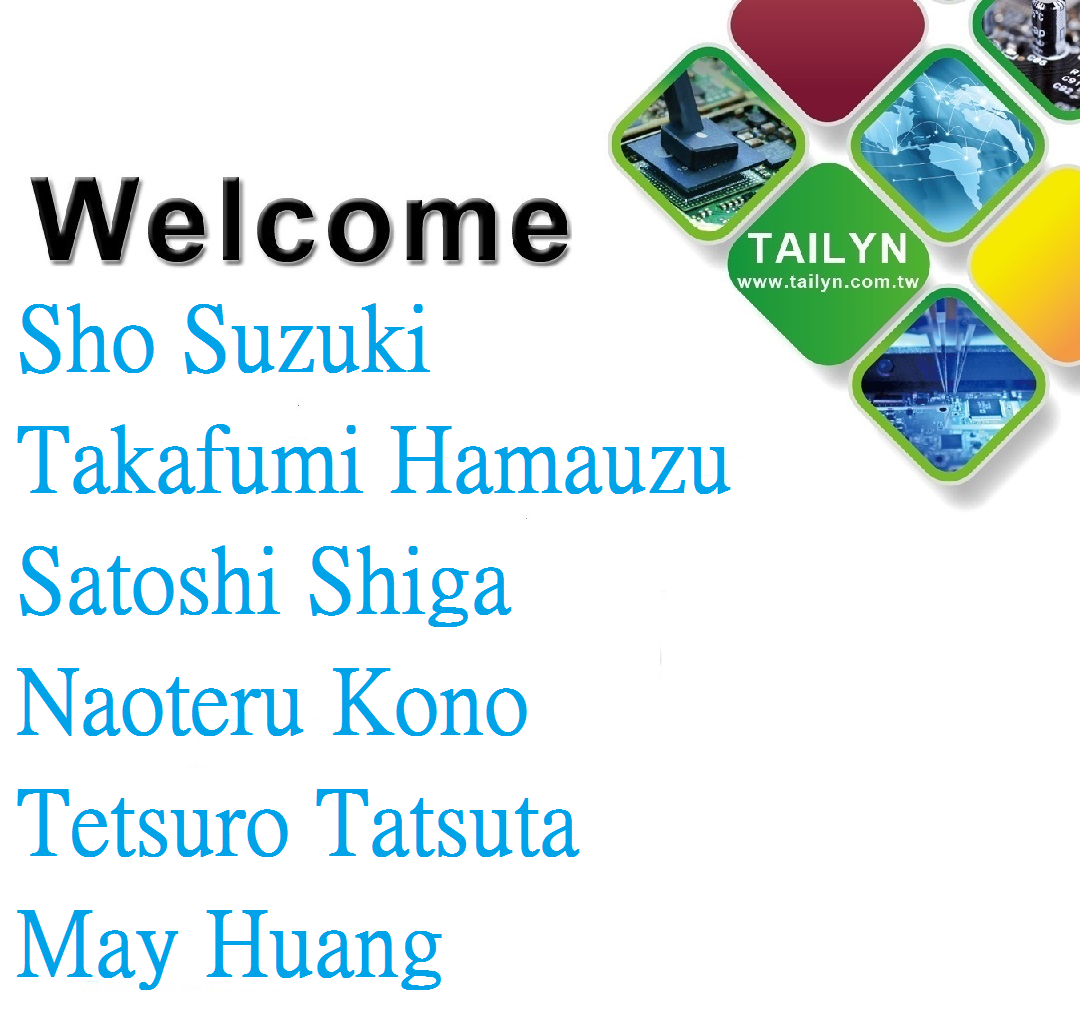 Welcome
TAILYN
www.tailyn.com.tw
Sho Suzuki
Takafumi Hamauzu
Satoshi Shiga
Naoteru Kono
Tetsuro Tatsuta
May Huang